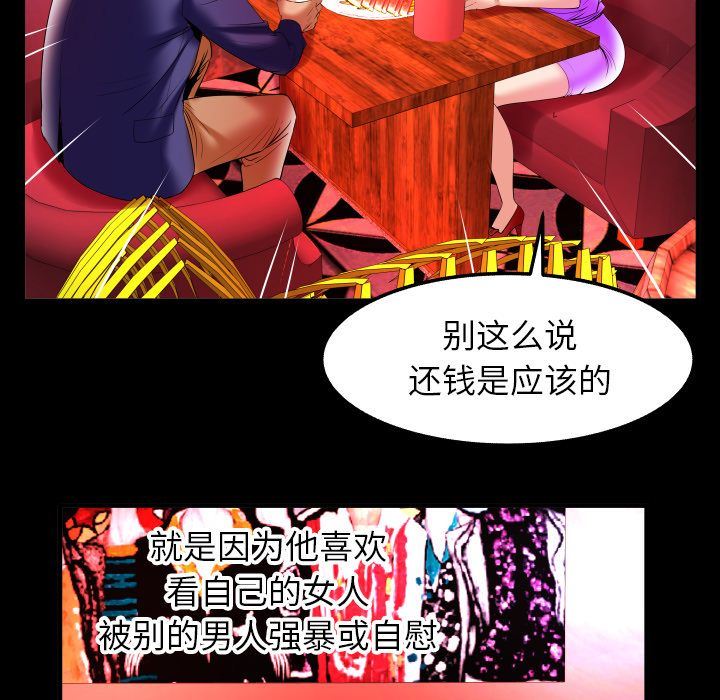 别这么说
还钱是应该的
就是因为他喜欢
看自己的女人
被别的男人强暴或自慰